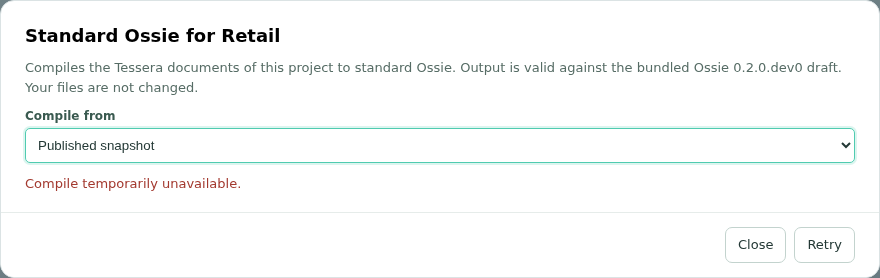 Standard Ossie for Retail
Compiles the Tessera documents of this project to standard Ossie. Output is valid against the bundled Ossie 0.2.0.dev0 draft.
Your files are not changed.
Compile from
Published snapshot
Compile temporarily unavailable.
Close
Retry